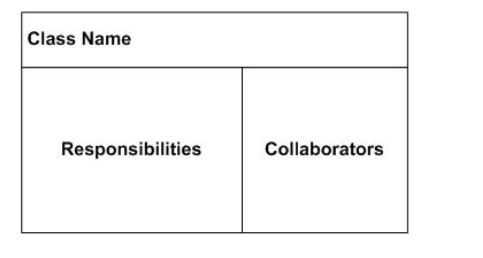 Class Name
Responsibilities
Collaborators